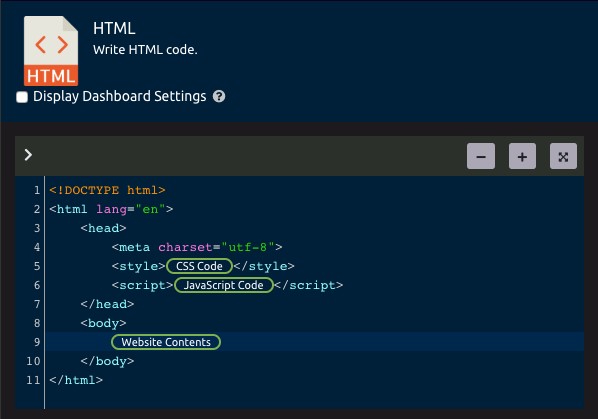 HTML
Write HTML code.
HTML
Display Dashboard Settings ?
1 <!DOCTYPE html>
2 <html lang="en">
3 <head>
4 <meta charset="utf-8">
5 <style>CSS Code</style>
6 <script>JavaScript Code</script>
7 </head>
8 <body>
9 Website Contents
10 </body>
11 </html>